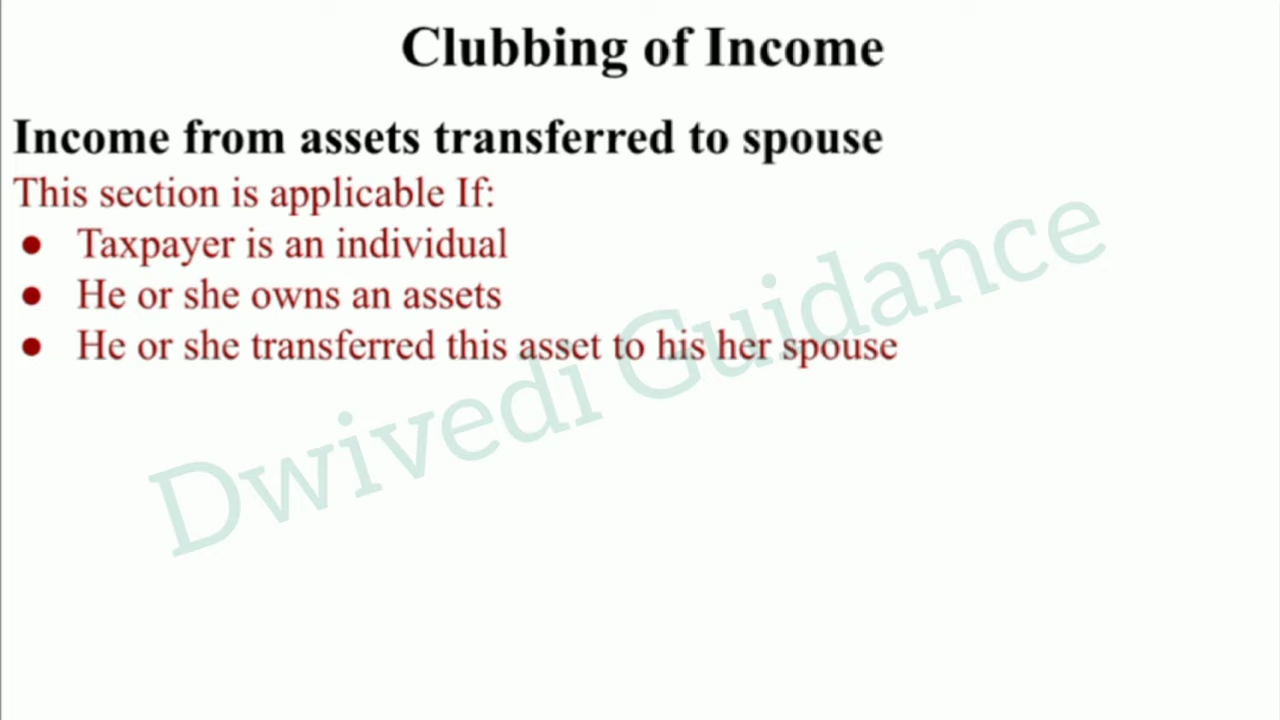 Clubbing of Income
Income from assets transferred to spouse
This section is applicable If:
● Taxpayer is an individual
● He or she owns an assets
● He or she transferred this asset to his her spouse
Dwivedi Guidance